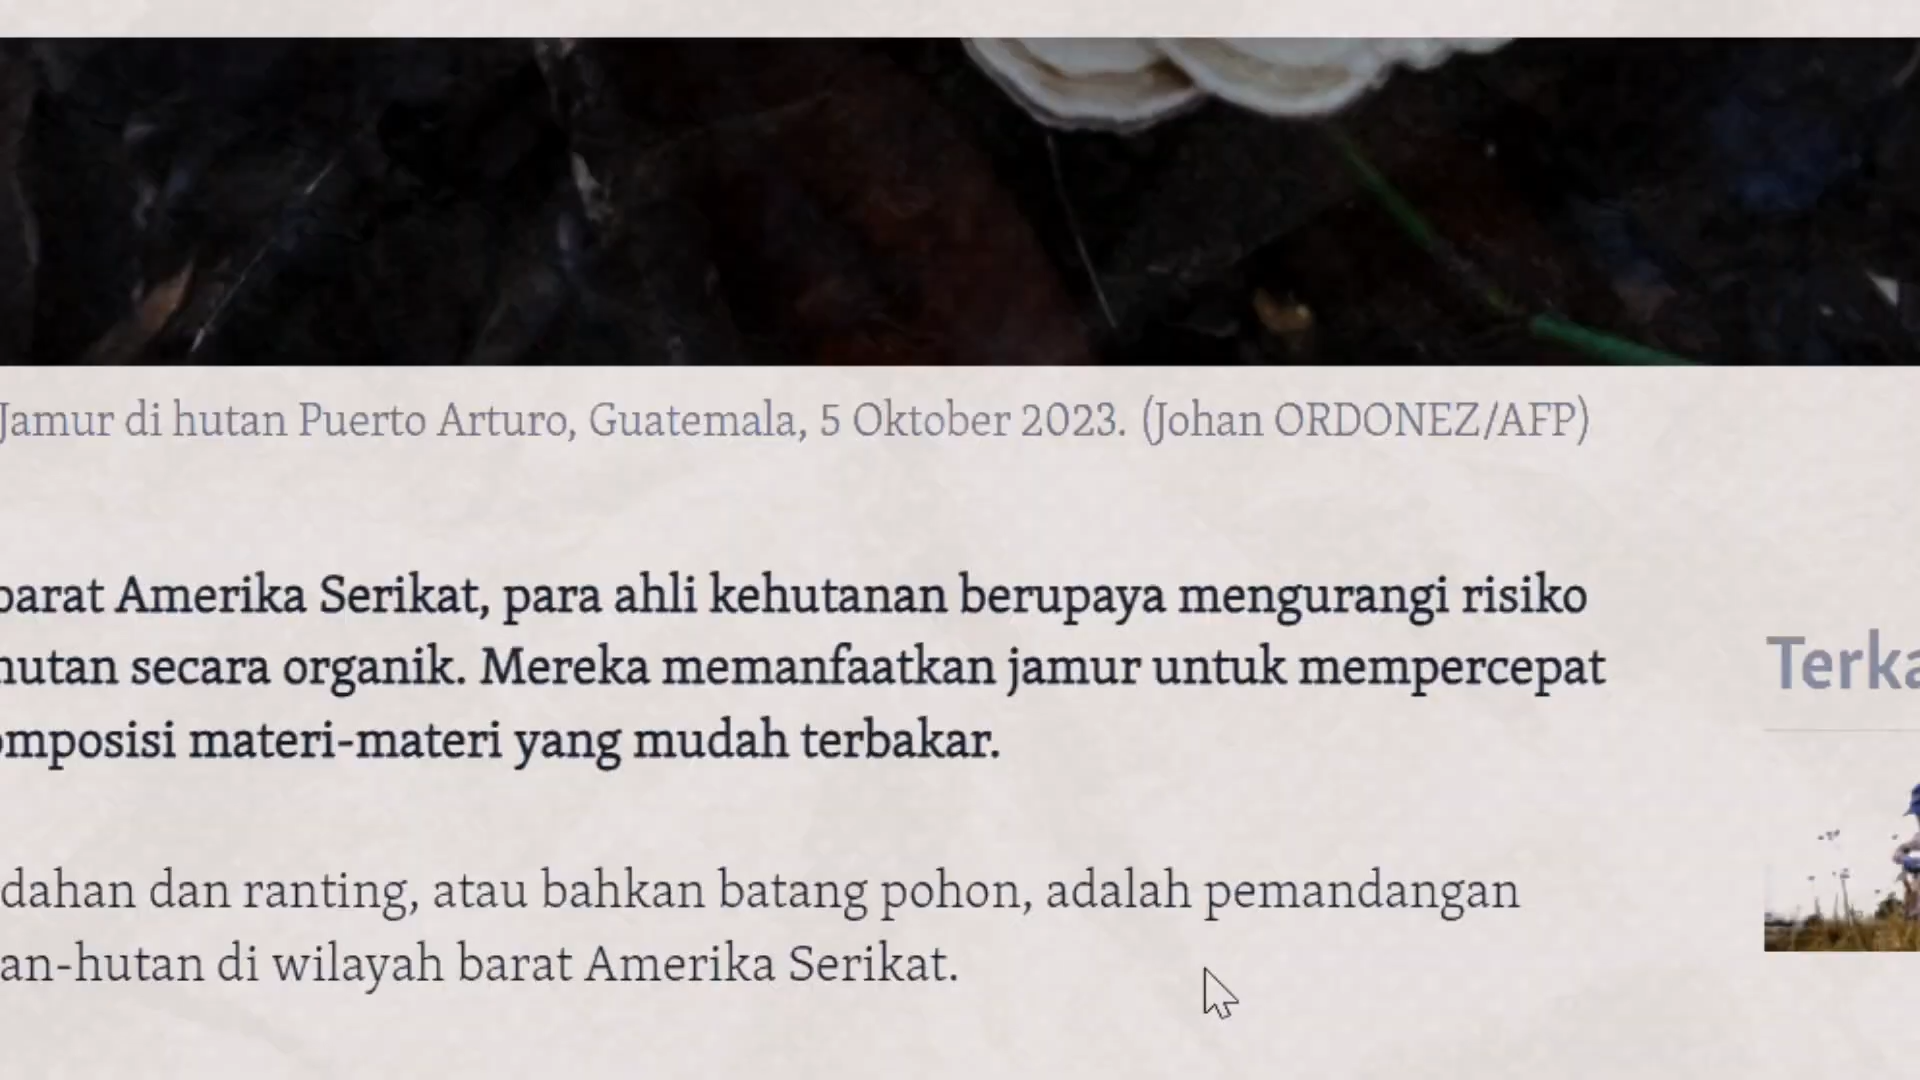 Jamur di hutan Puerto Arturo, Guatemala, 5 Oktober 2023. (Johan ORDONEZ/AFP)
barat Amerika Serikat, para ahli kehutanan berupaya mengurangi risiko
hutan secara organik. Mereka memanfaatkan jamur untuk mempercepat
omposisi materi-materi yang mudah terbakar.
Terka
dahan dan ranting, atau bahkan batang pohon, adalah pemandangan
an-hutan di wilayah barat Amerika Serikat.